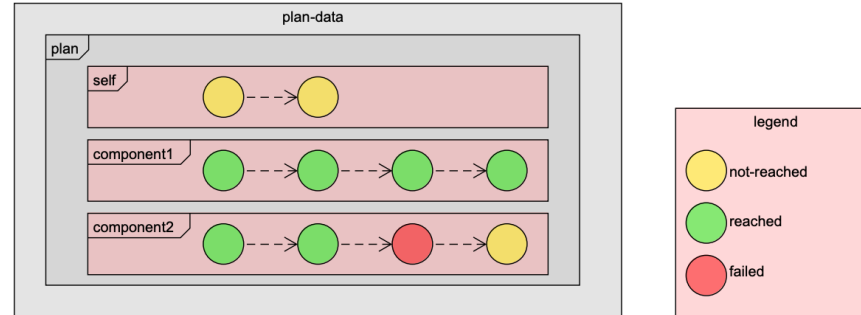 plan-data
plan
self
component1
component2
legend
not-reached
reached
failed